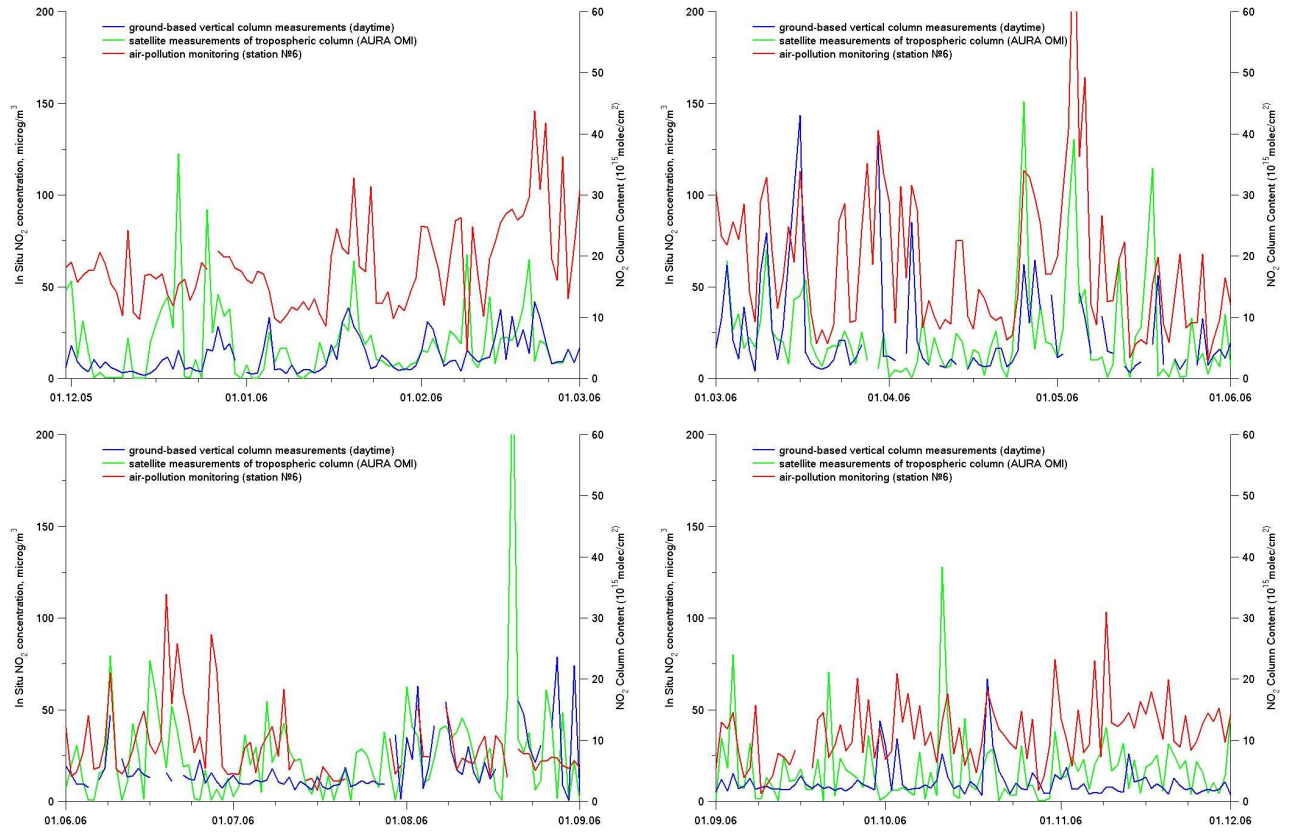 200
150
100
50
0
In Situ NO2 concentration, microg/m3
60
50
40
30
20
10
0
NO2 Column Content (10^15 molec/cm2)
ground-based vertical column measurements (daytime)
satellite measurements of tropospheric column (AURA OMI)
air-pollution monitoring (station №6)
01.12.05 01.01.06 01.02.06 01.03.06
200
150
100
50
0
In Situ NO2 concentration, microg/m3
60
50
40
30
20
10
0
NO2 Column Content (10^15 molec/cm2)
ground-based vertical column measurements (daytime)
satellite measurements of tropospheric column (AURA OMI)
air-pollution monitoring (station №6)
01.03.06 01.04.06 01.05.06 01.06.06
200
150
100
50
0
In Situ NO2 concentration, microg/m3
60
50
40
30
20
10
0
NO2 Column Content (10^15 molec/cm2)
ground-based vertical column measurements (daytime)
satellite measurements of tropospheric column (AURA OMI)
air-pollution monitoring (station №6)
01.06.06 01.07.06 01.08.06 01.09.06
200
150
100
50
0
In Situ NO2 concentration, microg/m3
60
50
40
30
20
10
0
NO2 Column Content (10^15 molec/cm2)
ground-based vertical column measurements (daytime)
satellite measurements of tropospheric column (AURA OMI)
air-pollution monitoring (station №6)
01.09.06 01.10.06 01.11.06 01.12.06